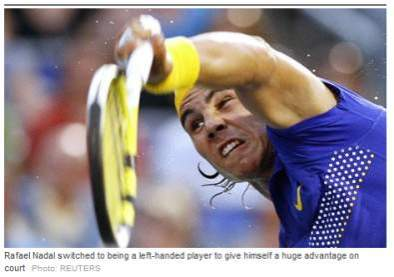 Rafael Nadal switched to being a left-handed player to give himself a huge advantage on
court Photo: REUTERS